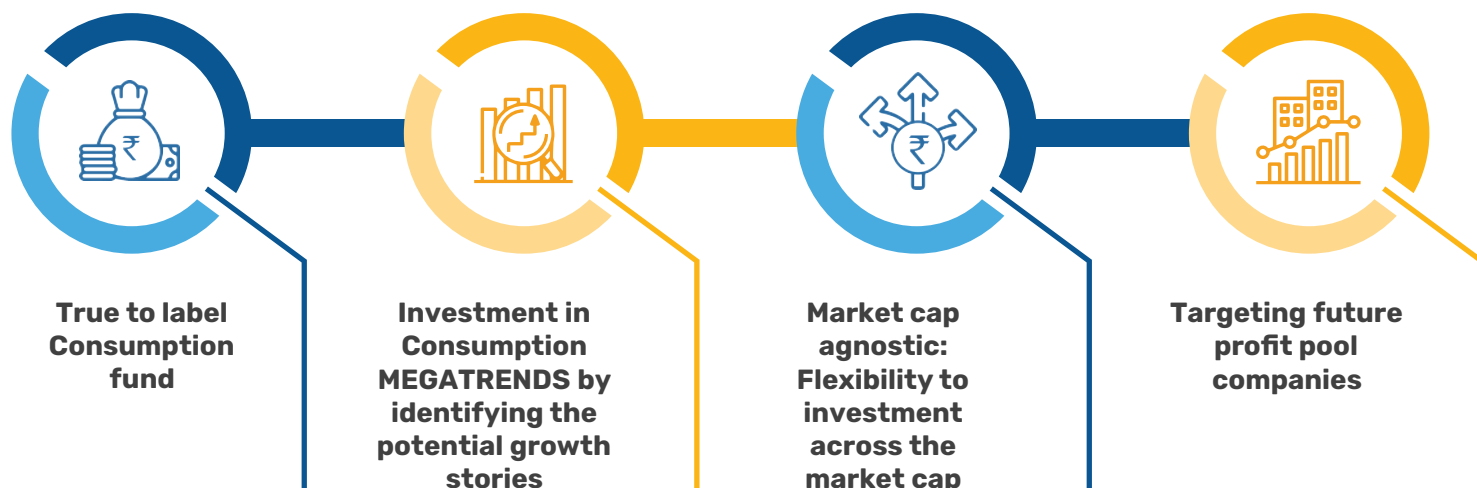 True to label
Consumption
fund
Investment in
Consumption
MEGATRENDS by
identifying the
potential growth
stories
Market cap
agnostic:
Flexibility to
investment
across the
market cap
Targeting future
profit pool
companies